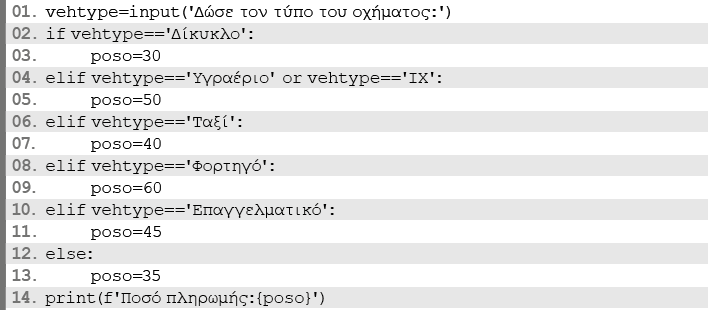 01. vehtype=input('Δώσε τον τύπο του οχήματος:')
02. if vehtype=='Δίκυκλο':
03.     poso=30
04. elif vehtype=='Υγραέριο' or vehtype=='ΙΧ':
05.     poso=50
06. elif vehtype=='Ταξί':
07.     poso=40
08. elif vehtype=='Φορτηγό':
09.     poso=60
10. elif vehtype=='Επαγγελματικό':
11.     poso=45
12. else:
13.     poso=35
14. print(f'Ποσό πληρωμής:{poso}')